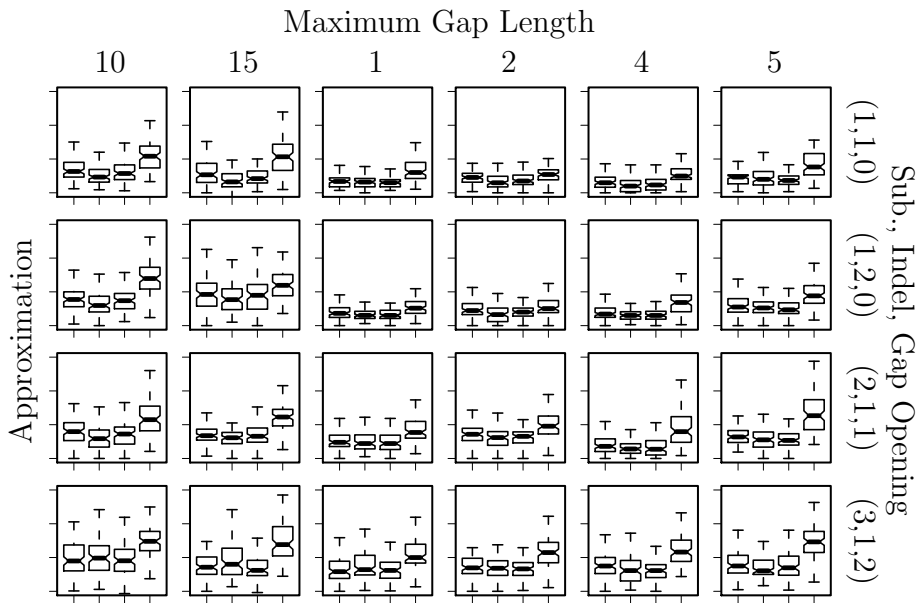 Maximum Gap Length
10 15 1 2 4 5
Approximation
(1,1,0)
(1,2,0)
(2,1,1)
(3,1,2)
Sub., Indel, Gap Opening